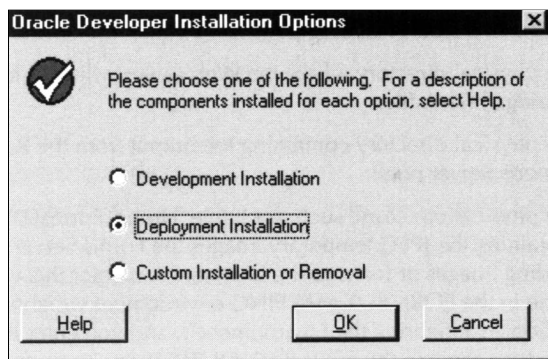 Oracle Developer Installation Options
Please choose one of the following. For a description of
the components installed for each option, select Help.
Development Installation
Deployment Installation
Custom Installation or Removal
Help
OK
Cancel